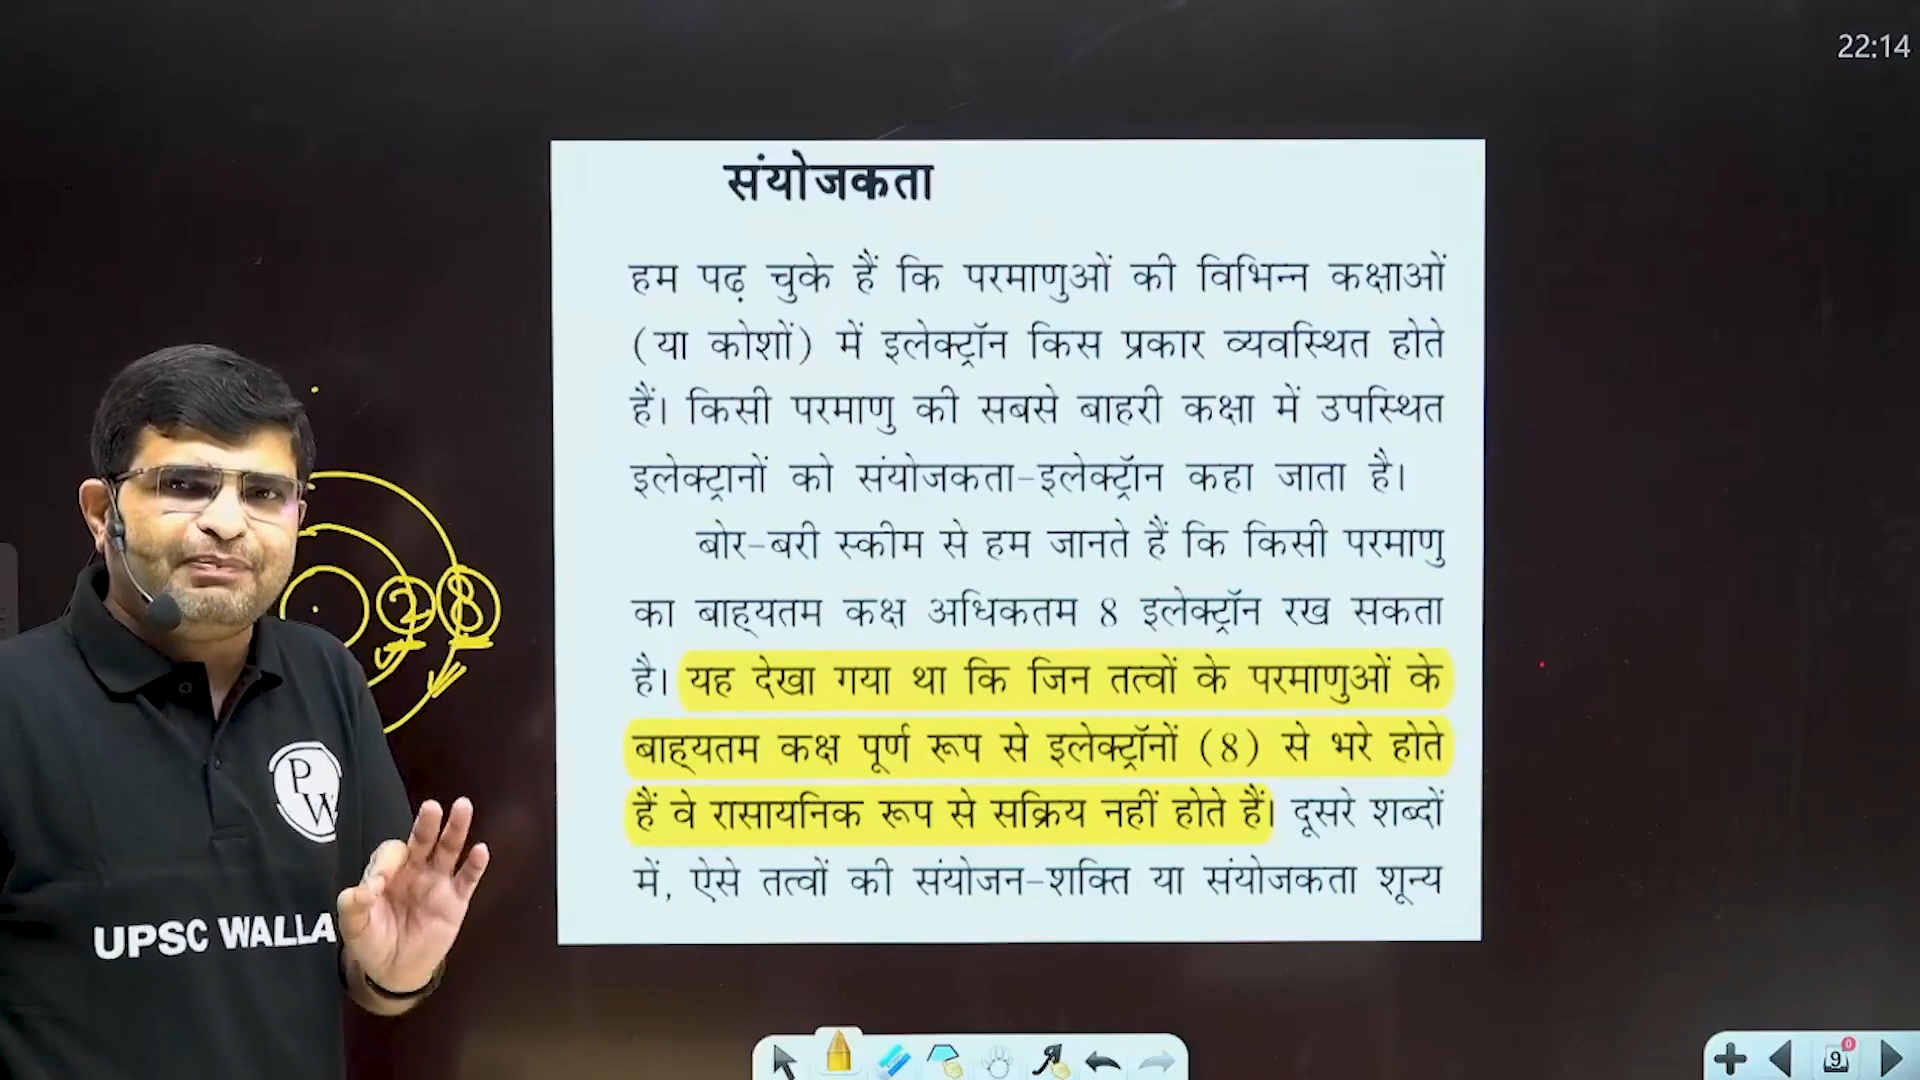 22:14
संयोजकता
हम पढ़ चुके हैं कि परमाणुओं की विभिन्न कक्षाओं
(या कोशों) में इलेक्ट्रॉन किस प्रकार व्यवस्थित होते
हैं। किसी परमाणु की सबसे बाहरी कक्षा में उपस्थित
इलेक्ट्रानों को संयोजकता-इलेक्ट्रॉन कहा जाता है।
बोर-बरी स्कीम से हम जानते हैं कि किसी परमाणु
का बाह्यतम कक्ष अधिकतम 8 इलेक्ट्रॉन रख सकता
है। यह देखा गया था कि जिन तत्वों के परमाणुओं के
बाह्यतम कक्ष पूर्ण रूप से इलेक्ट्रॉनों (8) से भरे होते
हैं वे रासायनिक रूप से सक्रिय नहीं होते हैं। दूसरे शब्दों
में, ऐसे तत्वों की संयोजन-शक्ति या संयोजकता शून्य
2 8
PW
UPSC WALLA
9
0